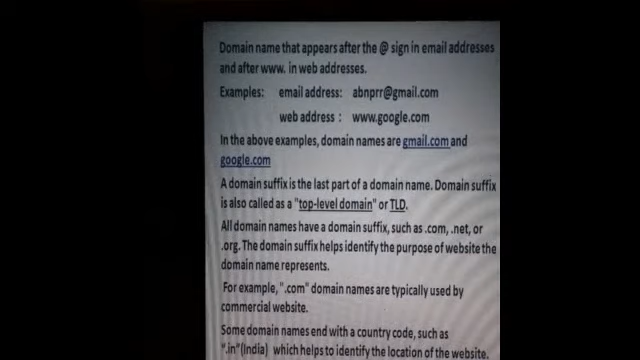 Domain name that appears after the @ sign in email addresses
and after www. in web addresses.
Examples: email address: abnprr@gmail.com
web address : www.google.com
In the above examples, domain names are gmail.com and
google.com
A domain suffix is the last part of a domain name. Domain suffix
is also called as a "top-level domain" or TLD.
All domain names have a domain suffix, such as .com, .net, or
.org. The domain suffix helps identify the purpose of website the
domain name represents.
For example, ".com" domain names are typically used by
commercial website.
Some domain names end with a country code, such as
".in"(India) which helps to identify the location of the website.